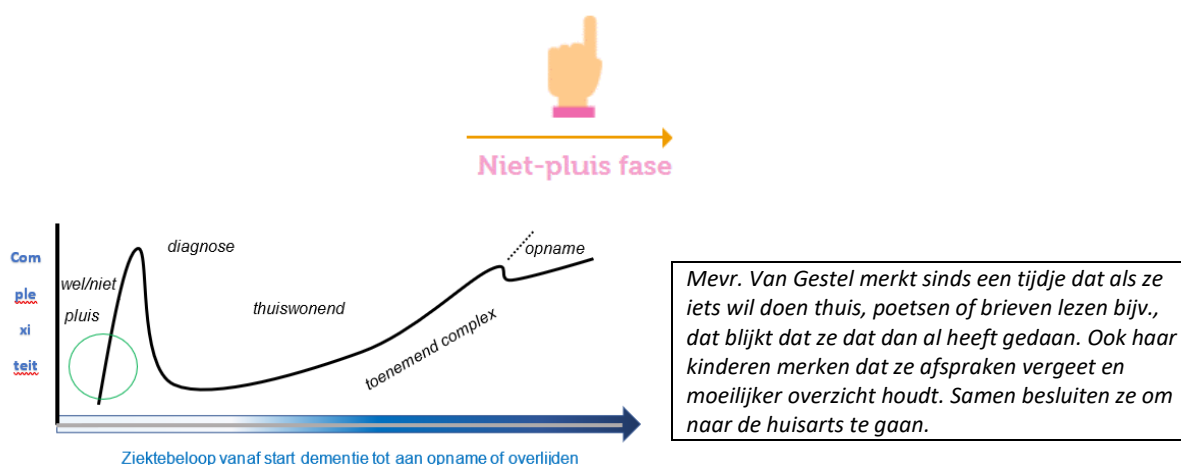 Niet-pluis fase
Com
ple
xi
teit
wel/niet
pluis
diagnose
thuiswonend
toenemend complex
opname
Ziektebeloop vanaf start dementie tot aan opname of overlijden
Mevr. Van Gestel merkt sinds een tijdje dat als ze
iets wil doen thuis, poetsen of brieven lezen bijv.,
dat blijkt dat ze dat dan al heeft gedaan. Ook haar
kinderen merken dat ze afspraken vergeet en
moeilijker overzicht houdt. Samen besluiten ze om
naar de huisarts te gaan.